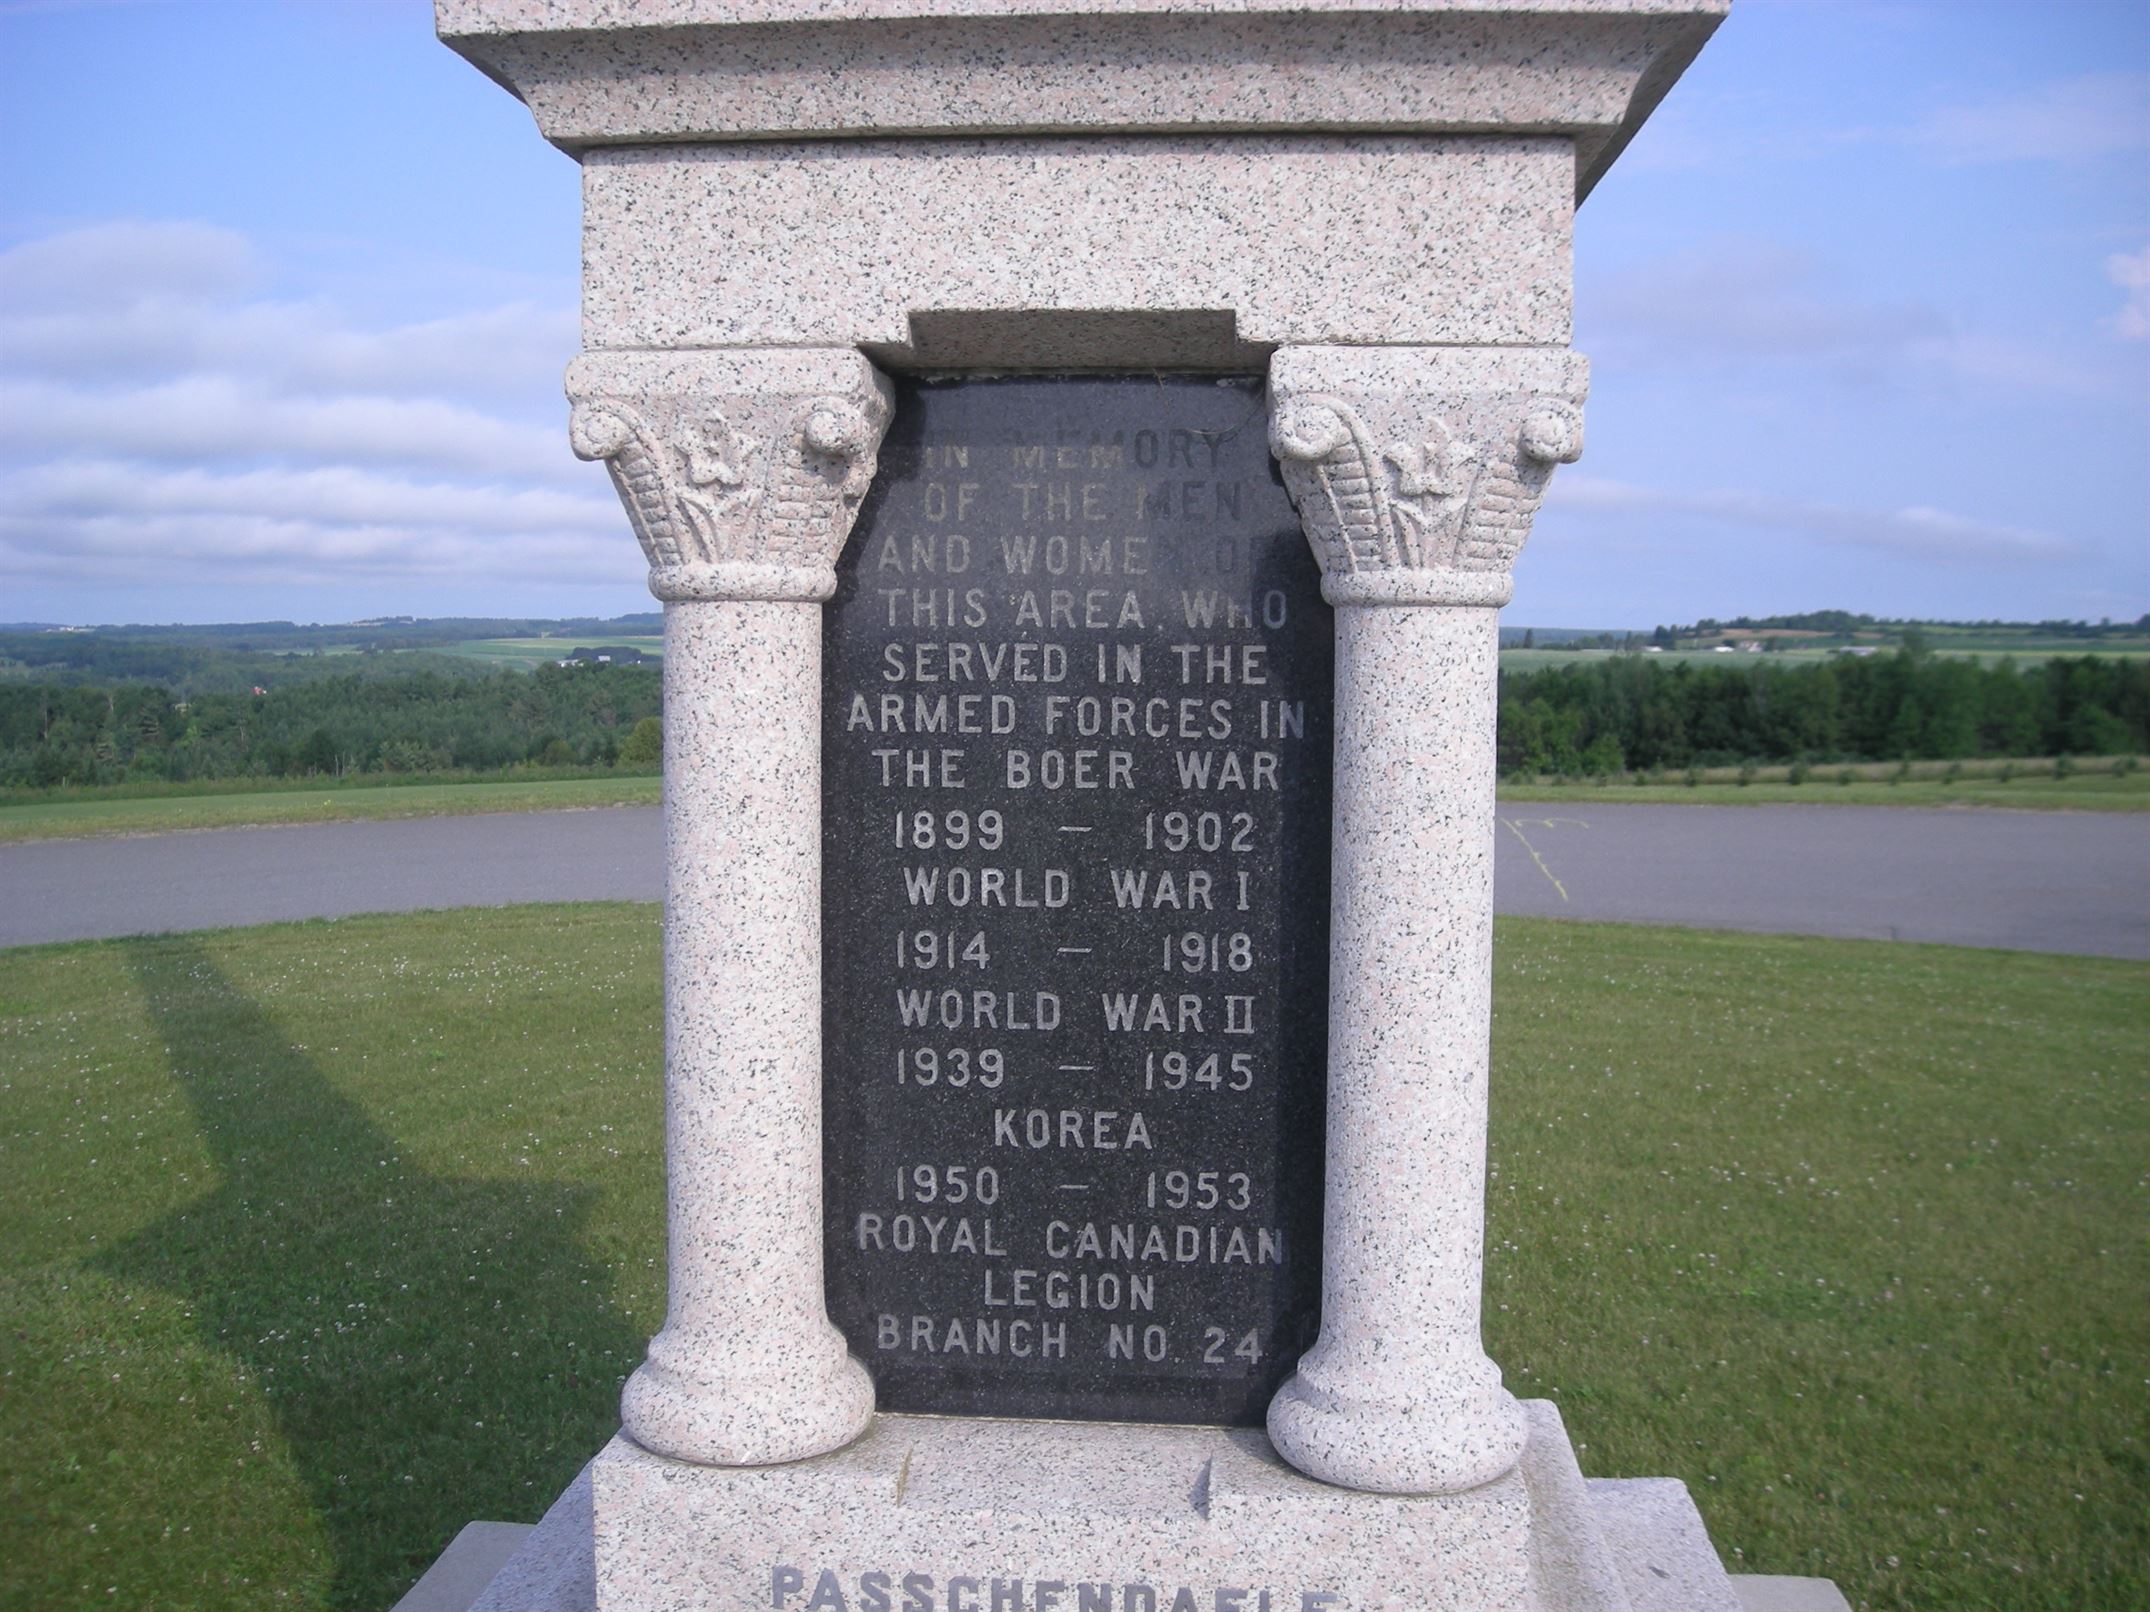 IN MEMORY
OF THE MEN
AND WOMEN OF
THIS AREA WHO
SERVED IN THE
ARMED FORCES IN
THE BOER WAR
1899 — 1902
WORLD WAR I
1914 — 1918
WORLD WAR II
1939 — 1945
KOREA
1950 — 1953
ROYAL CANADIAN
LEGION
BRANCH NO. 24
PASSCHENDAELE